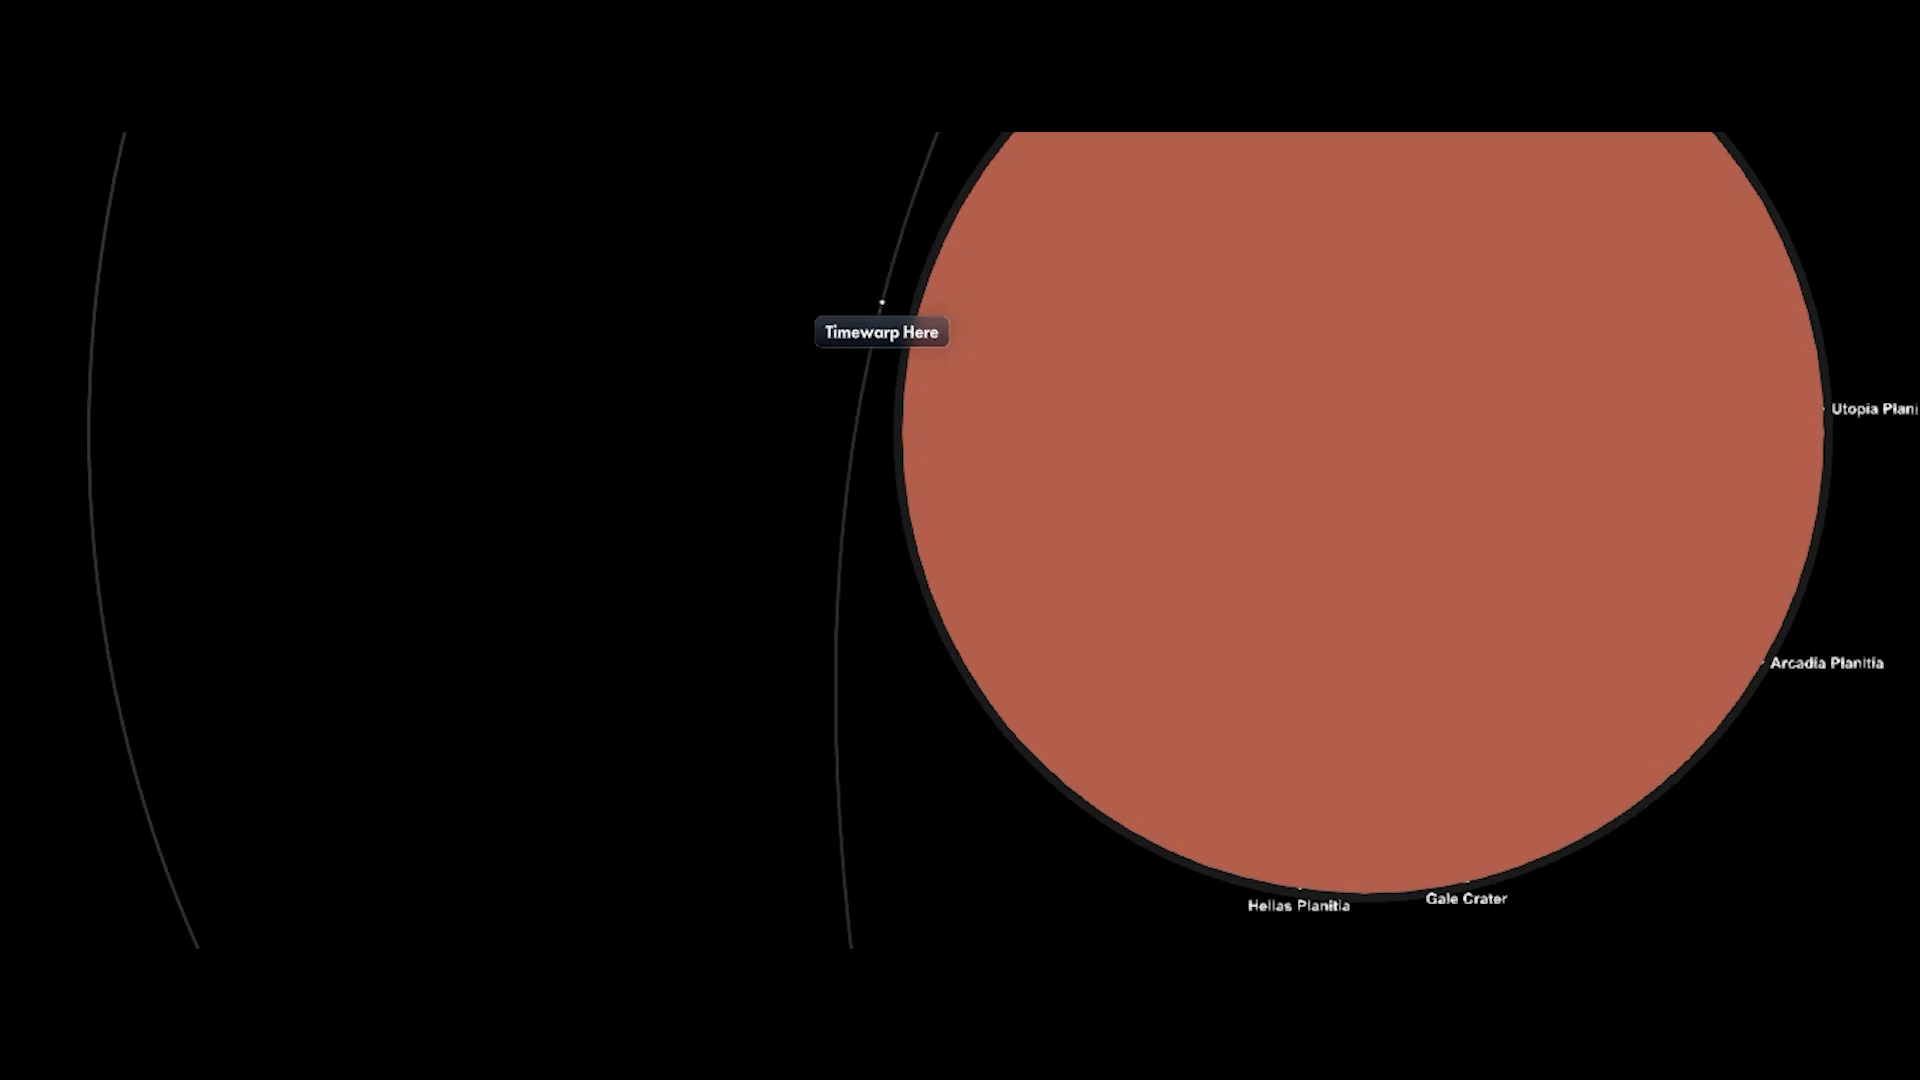 Timewarp Here
Utopia Plani
Arcadia Planitia
Gale Crater
Hellas Planitia